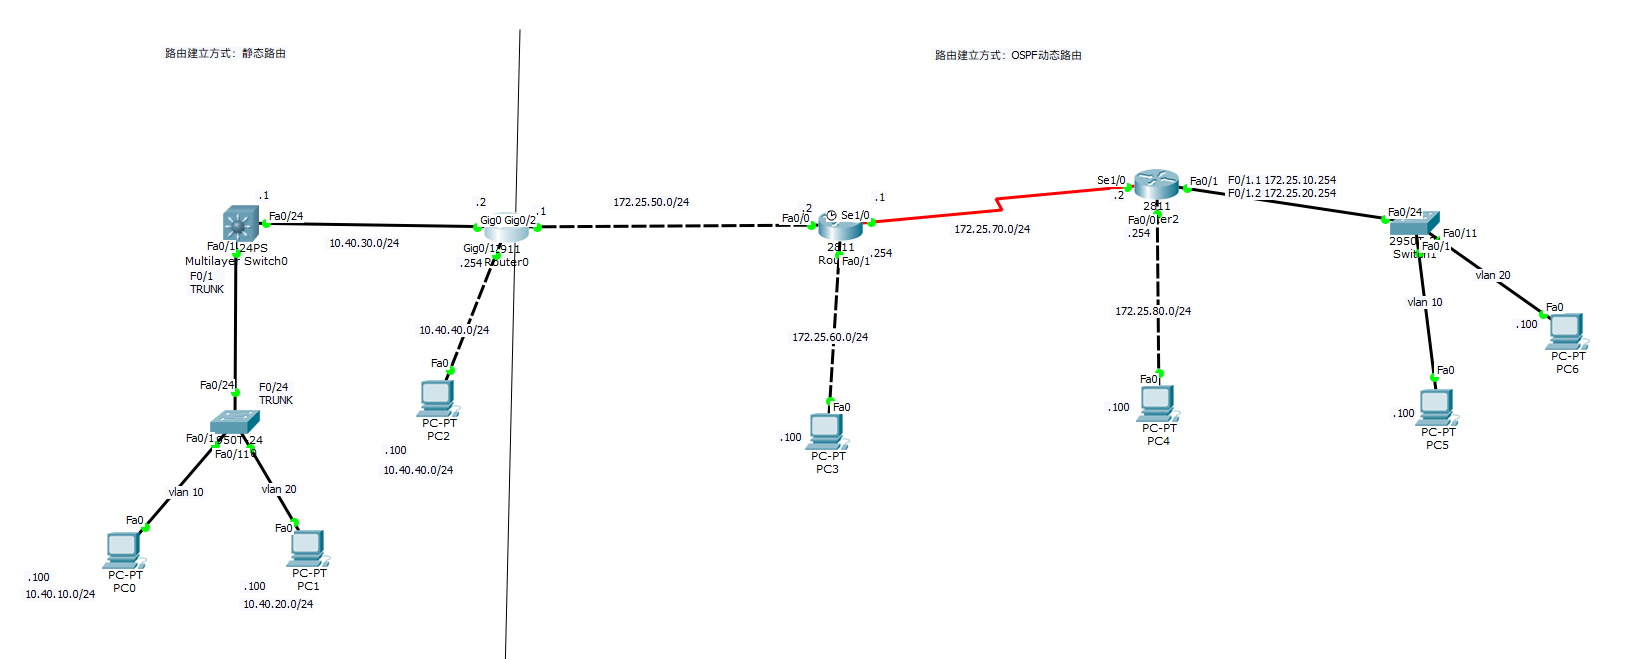 路由建立方式：静态路由
路由建立方式：OSPF动态路由
.1
Fa0/24
Fa0/1
24PS
Multilayer Switch0
F0/1
TRUNK
10.40.30.0/24
.2
Gig0
Gig0/2
.1
Gig0/1
.254
Router0
172.25.50.0/24
.2
Fa0/0
Se1/0
.1
2811
Fa0/1
.254
172.25.70.0/24
Se1/0
.2
2811
Fa0/0
.254
Fa0/1
F0/1.1 172.25.10.254
F0/1.2 172.25.20.254
Fa0/24
Fa0/11
Fa0/1
Switch1
vlan 20
vlan 10
Fa0
.100
PC-PT
PC6
Fa0
.100
PC-PT
PC5
172.25.80.0/24
Fa0
.100
PC-PT
PC4
172.25.60.0/24
Fa0
.100
PC-PT
PC3
10.40.40.0/24
Fa0
PC-PT
PC2
.100
10.40.40.0/24
Fa0/24
F0/24
TRUNK
Fa0/1
950T-24
Fa0/11
vlan 10
vlan 20
Fa0
PC-PT
PC0
.100
10.40.10.0/24
Fa0
PC-PT
PC1
.100
10.40.20.0/24